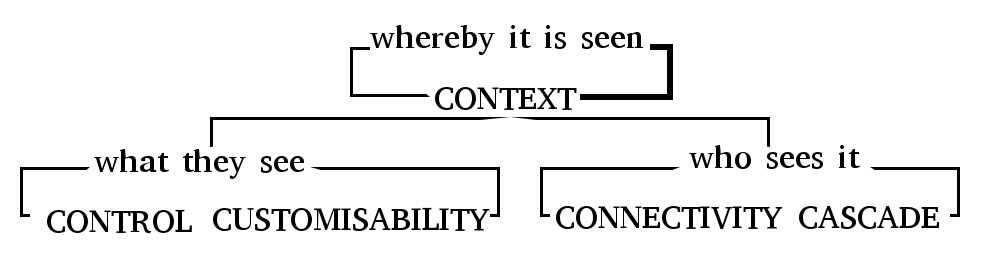 whereby it is seen
CONTEXT
what they see
who sees it
CONTROL CUSTOMISABILITY
CONNECTIVITY CASCADE